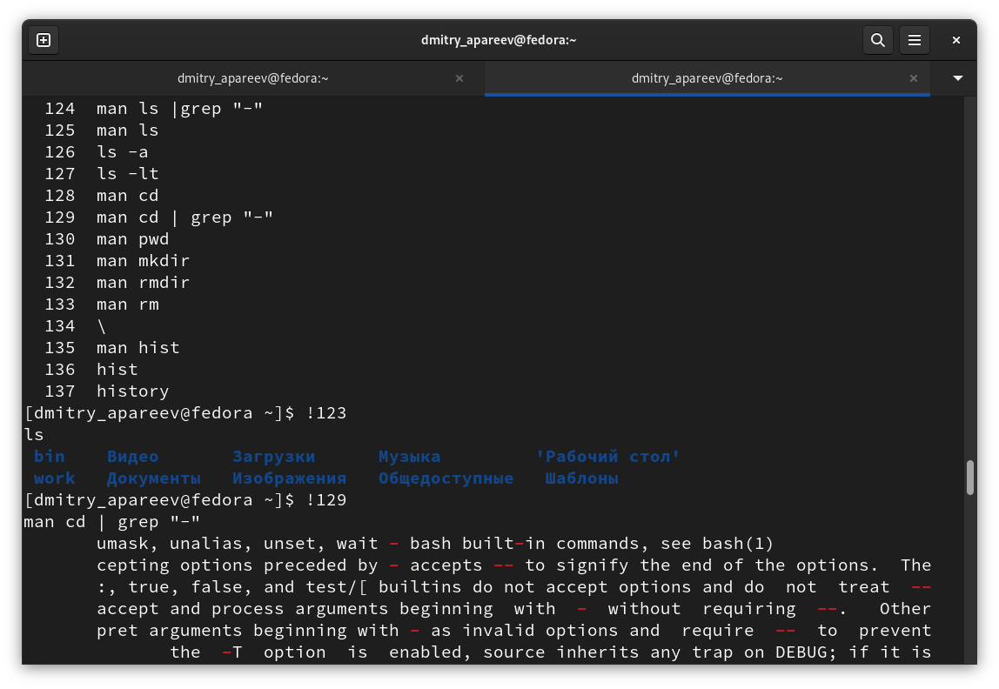 dmitry_apareev@fedora:~
dmitry_apareev@fedora:~ dmitry_apareev@fedora:~
124 man ls |grep "-"
125 man ls
126 ls -a
127 ls -lt
128 man cd
129 man cd | grep "-"
130 man pwd
131 man mkdir
132 man rmdir
133 man rm
134 \
135 man hist
136 hist
137 history
[dmitry_apareev@fedora ~]$ !123
ls
bin Видео Загрузки Музыка 'Рабочий стол'
work Документы Изображения Общедоступные Шаблоны
[dmitry_apareev@fedora ~]$ !129
man cd | grep "-"
umask, unalias, unset, wait - bash built-in commands, see bash(1)
cepting options preceded by - accepts -- to signify the end of the options. The
:, true, false, and test/[ builtins do not accept options and do not treat --
accept and process arguments beginning with - without requiring --. Other
pret arguments beginning with - as invalid options and require -- to prevent
the -T option is enabled, source inherits any trap on DEBUG; if it is